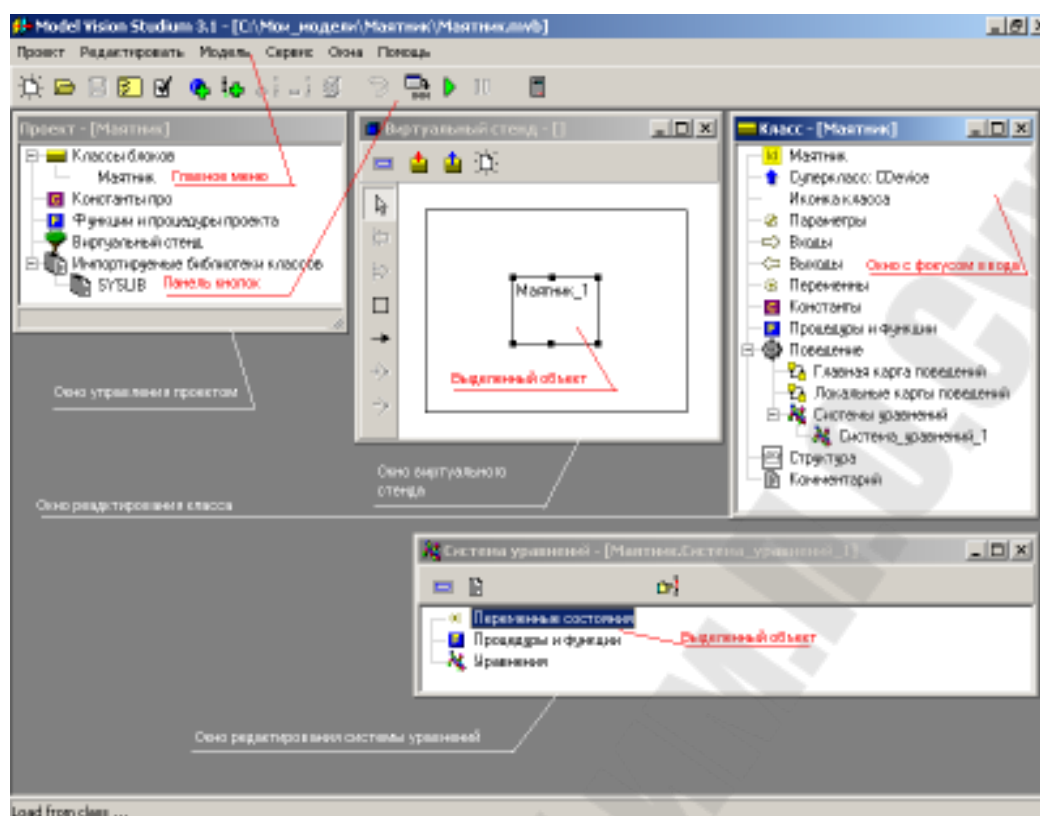 Model Vision Studium 3.1 - [C:\Мои_модели\Маятник\Маятник.mvb]
Проект Редактировать Модель Сервис Окна Помощь
Проект - [Маятник]
Классы блоков
Маятник
Главное меню
Константы про
Функции и процедуры проекта
Виртуальный стенд
Импортируемые библиотеки классов
SYSLIB
Панель кнопок
Виртуальный стенд - []
Маятник_1
Выделенный объект
Класс - [Маятник]
Маятник
Суперкласс: CDevice
Иконка класса
Параметры
Входы
Выходы
Окно с фокусом ввода
Переменны
Константы
Процедуры и функции
Поведение
Главная карта поведений
Локальные карты поведений
Системы уравнений
Система_уравнений_1
Структура
Комментарий
Окно управления проектом
Окно виртуального
стенда
Окно редактирования класса
Система уравнений - [Маятник.Система_уравнений_1]
Переменные состояния
Процедуры и функции
Уравнения
Выделенный объект
Окно редактирования системы уравнений
Load from class ...